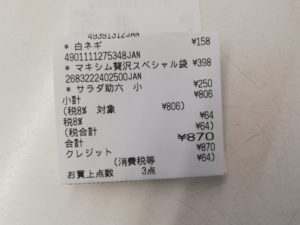 4939131 2JAN
* 白ネギ ¥158
4901111275348JAN
* マキシム贅沢スペシャル袋 ¥398
2683222402500JAN
* サラダ助六 小 ¥250
小計 ¥806
(税8% 対象 ¥806)
税8% ¥64
(税合計 ¥64)
合計 ¥870
クレジット ¥870
(消費税等 ¥64)
お買上点数 3点